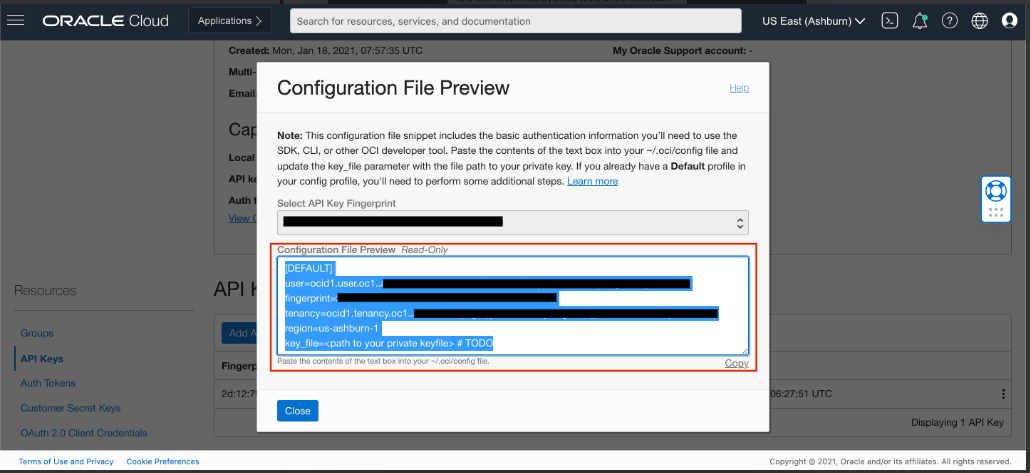 ORACLE Cloud
Applications >
Search for resources, services, and documentation
US East (Ashburn)
Created: Mon, Jan 18, 2021, 07:57:35 UTC
My Oracle Support account: -
Multi-
Email:
Cap
Local
API k
Auth t
View C
Configuration File Preview
Help
Note: This configuration file snippet includes the basic authentication information you'll need to use the
SDK, CLI, or other OCI developer tool. Paste the contents of the text box into your ~/.oci/config file and
update the key_file parameter with the file path to your private key. If you already have a Default profile in
your config profile, you'll need to perform some additional steps. Learn more
Select API Key Fingerprint
Configuration File Preview Read-Only
[DEFAULT]
user=ocid1.user.oc1..
fingerprint=
tenancy=ocid1.tenancy.oc1..
region=us-ashburn-1
key_file=<path to your private keyfile> # TODO
Paste the contents of the text box into your ~/.oci/config file.
Copy
Close
Resources
Groups
API Keys
Auth Tokens
Customer Secret Keys
OAuth 2.0 Client Credentials
API K
Add A
Fingerp
2d:12:7
06:27:51 UTC
Displaying 1 API Key
Terms of Use and Privacy
Cookie Preferences
Copyright © 2021, Oracle and/or its affiliates. All rights reserved.